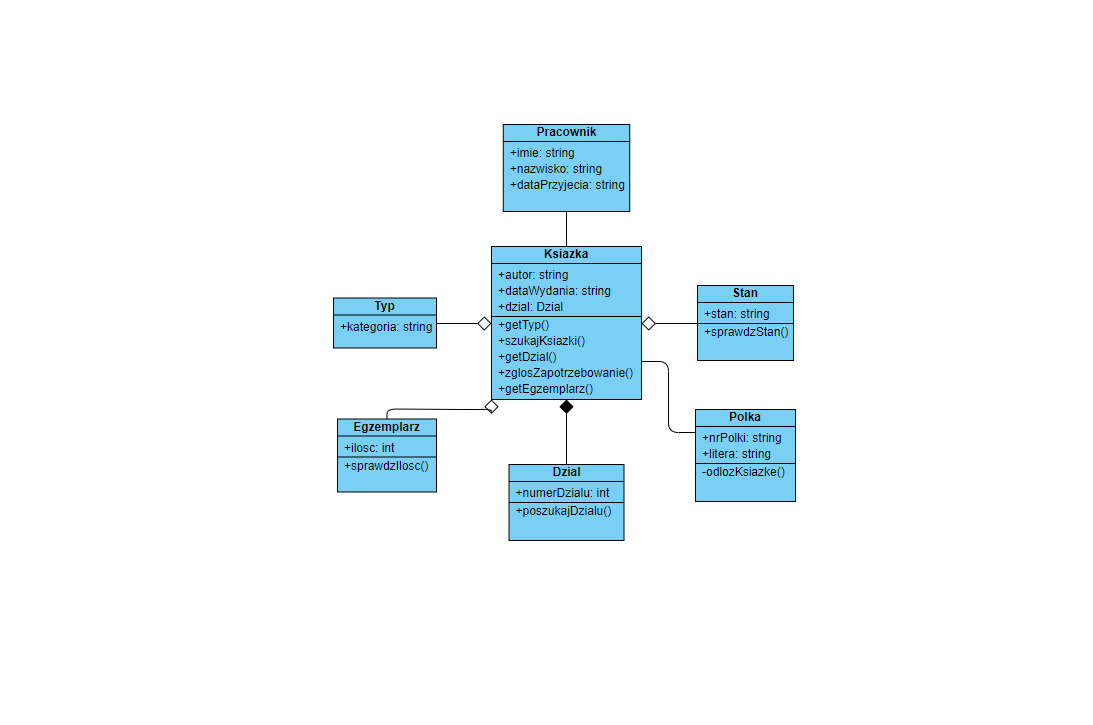 Pracownik
+imie: string
+nazwisko: string
+dataPrzyjecia: string
Ksiazka
+autor: string
+dataWydania: string
+dzial: Dzial
+getTyp()
+szukajKsiazki()
+getDzial()
+zglosZapotrzebowanie()
+getEgzemplarz()
Typ
+kategoria: string
Stan
+stan: string
+sprawdzStan()
Egzemplarz
+ilosc: int
+sprawdzIlosc()
Dzial
+numerDzialu: int
+poszukajDzialu()
Polka
+nrPolki: string
+litera: string
-odlozKsiazke()